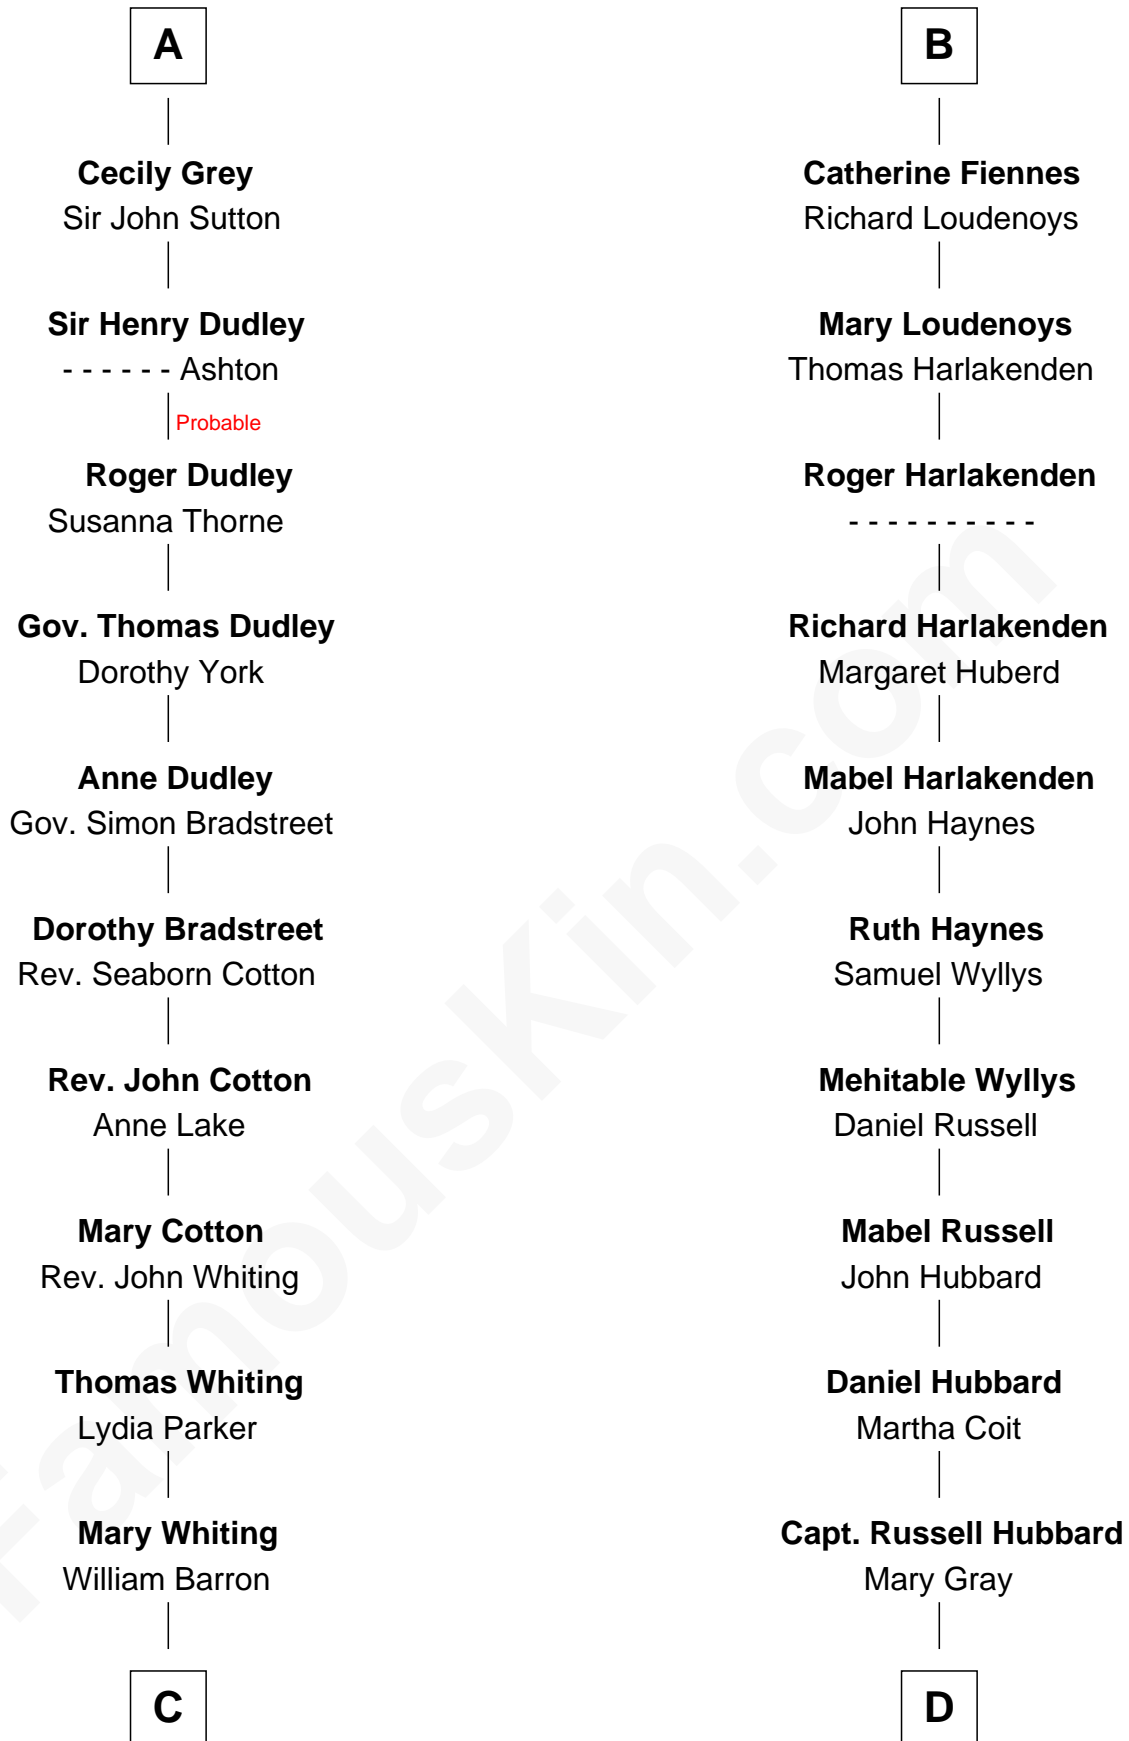 A
Cecily Grey
Sir John Sutton
Sir Henry Dudley
- - - - - - Ashton
Probable
Roger Dudley
Susanna Thorne
Gov. Thomas Dudley
Dorothy York
Anne Dudley
Gov. Simon Bradstreet
Dorothy Bradstreet
Rev. Seaborn Cotton
Rev. John Cotton
Anne Lake
Mary Cotton
Rev. John Whiting
Thomas Whiting
Lydia Parker
Mary Whiting
William Barron
C
B
Catherine Fiennes
Richard Loudenoys
Mary Loudenoys
Thomas Harlakenden
Roger Harlakenden
- - - - - - - - - -
Richard Harlakenden
Margaret Huberd
Mabel Harlakenden
John Haynes
Ruth Haynes
Samuel Wyllys
Mehitable Wyllys
Daniel Russell
Mabel Russell
John Hubbard
Daniel Hubbard
Martha Coit
Capt. Russell Hubbard
Mary Gray
D
FamousKin.com